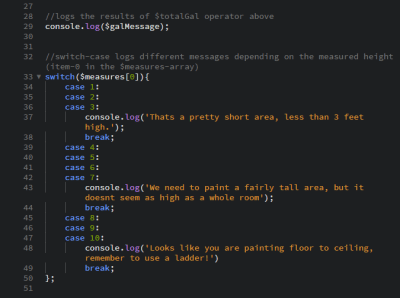 27
28 //logs the results of $totalGal operator above
29 console.log($galMessage);
30
31
32 //switch-case logs different messages depending on the measured height
(item-0 in the $measures-array)
33 switch($measures[0]){
34 case 1:
35 case 2:
36 case 3:
37 console.log('Thats a pretty short area, less than 3 feet
high.');
38 break;
39 case 4:
40 case 5:
41 case 6:
42 case 7:
43 console.log('We need to paint a fairly tall area, but it
doesnt seem as high as a whole room');
44 break;
45 case 8:
46 case 9:
47 case 10:
48 console.log('Looks like you are painting floor to ceiling,
remember to use a ladder!')
49 break;
50 };
51